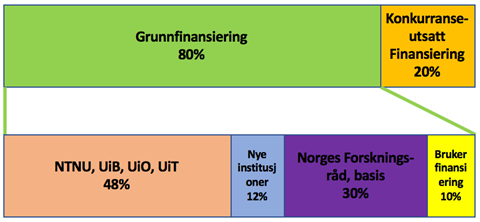 Grunnfinansiering
80%
Konkurranse-
utsatt
Finansiering
20%
NTNU, UiB, UiO, UiT
48%
Nye
institusj
oner
12%
Norges Forsknings-
råd, basis
30%
Bruker
finansi
ering
10%